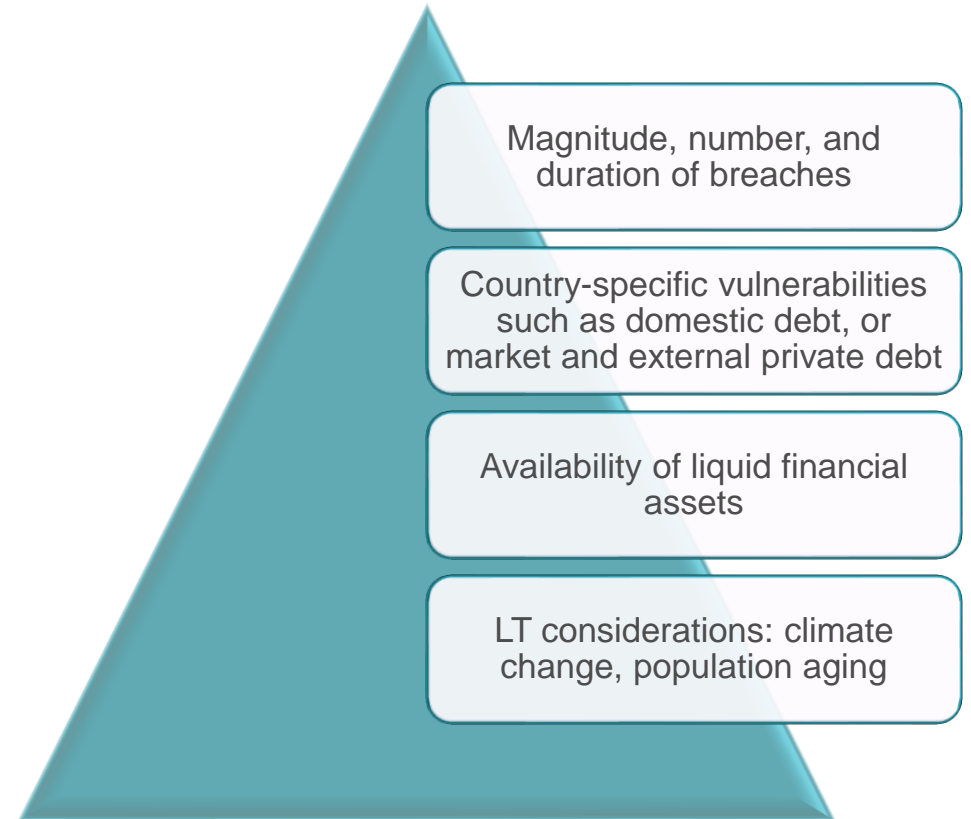 Magnitude, number, and
duration of breaches
Country-specific vulnerabilities
such as domestic debt, or
market and external private debt
Availability of liquid financial
assets
LT considerations: climate
change, population aging